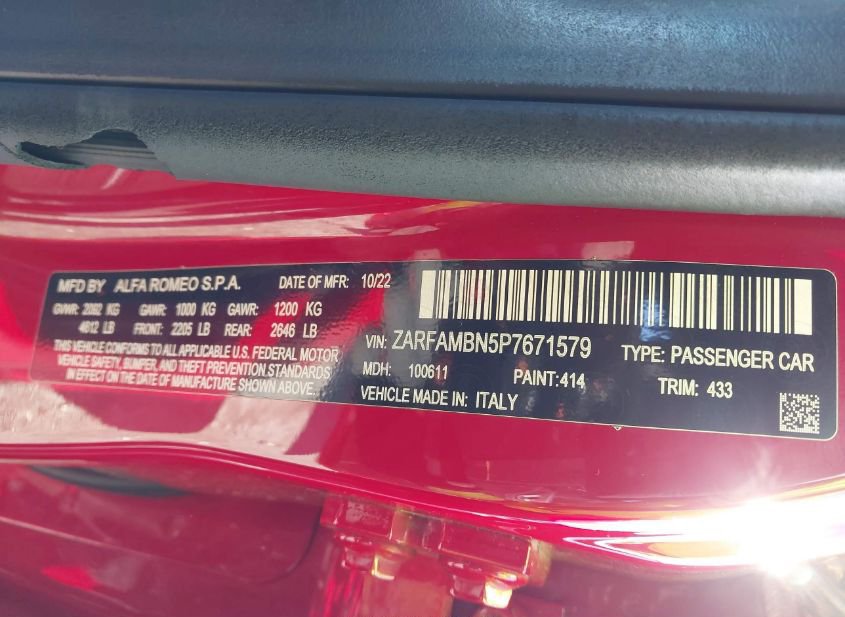 MFD BY ALFA ROMEO S.P.A. DATE OF MFR: 10/22
GVWR: 2092 KG GAWR: 1000 KG GAWR: 1200 KG
4612 LB FRONT: 2205 LB REAR: 2646 LB
THIS VEHICLE CONFORMS TO ALL APPLICABLE U.S. FEDERAL MOTOR
VEHICLE SAFETY, BUMPER, AND THEFT PREVENTION STANDARDS
IN EFFECT ON THE DATE OF MANUFACTURE SHOWN ABOVE.
VIN: ZARFAMBN5P7671579 TYPE: PASSENGER CAR
MDH: 100611 PAINT:414 TRIM: 433
VEHICLE MADE IN: ITALY